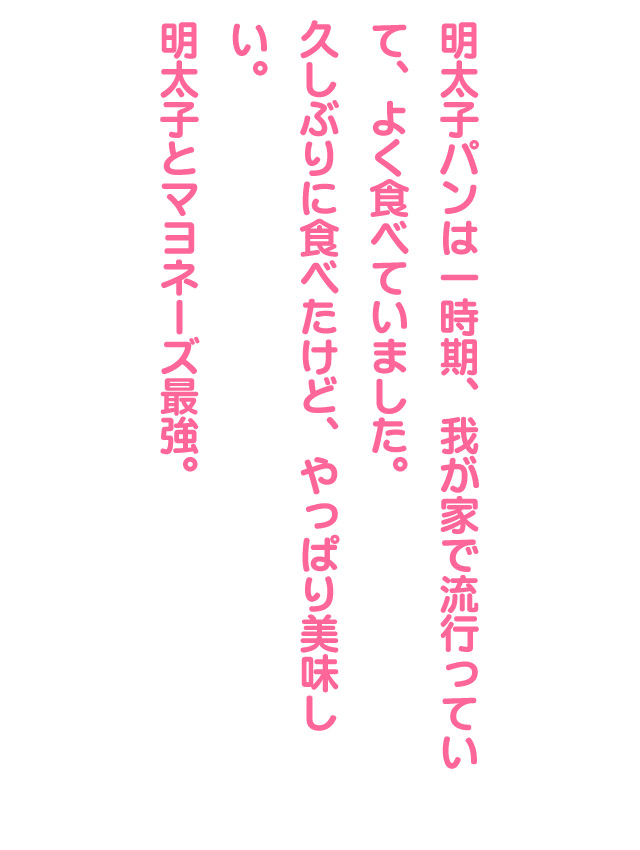 明太子パンは一時期、我が家で流行ってい
て、よく食べていました。
久しぶりに食べたけど、やっぱり美味し
い。
明太子とマヨネーズ最強。